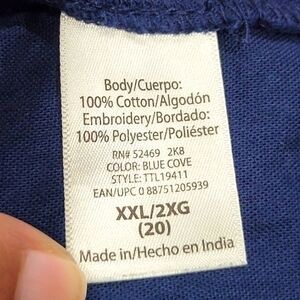 Body/Cuerpo:
100% Cotton/Algodón
Embroidery/Bordado:
100% Polyester/Poliéster
RN# 52469 2K8
COLOR: BLUE COVE
STYLE: TTL19411
EAN/UPC 0 88751205939
XXL/2XG
(20)
Made in/Hecho en India